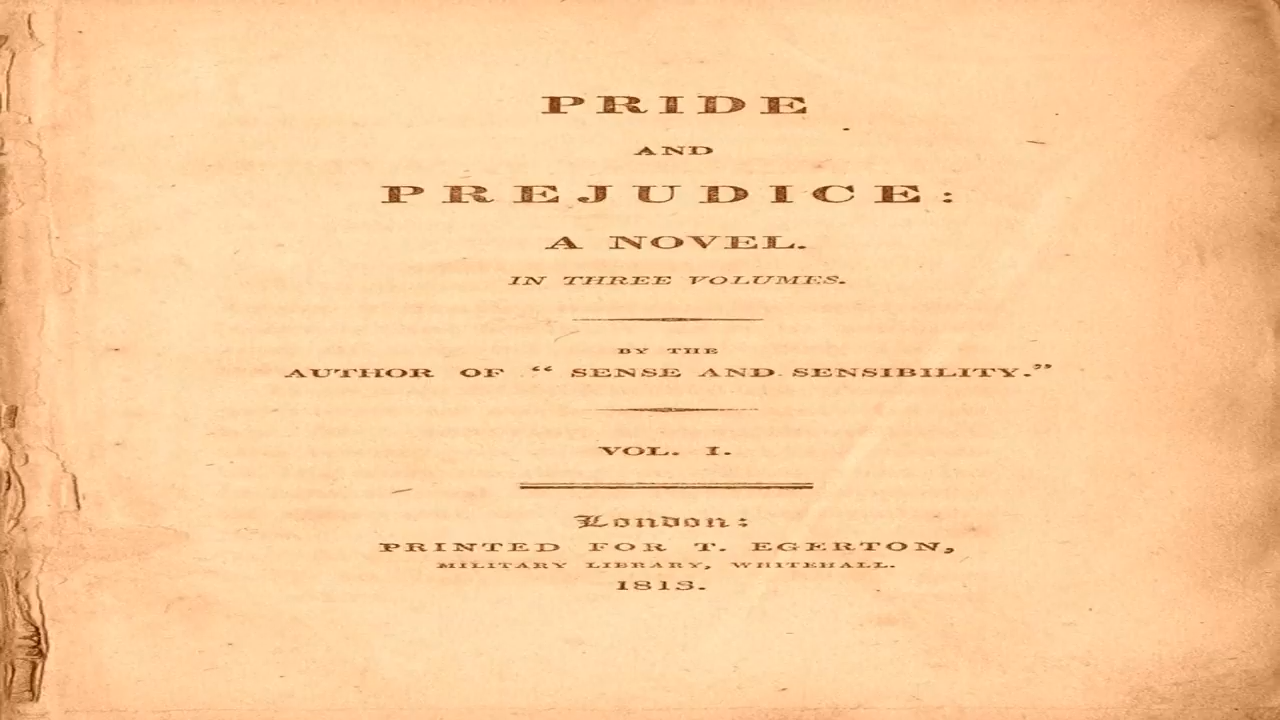 PRIDE
AND
PREJUDICE:
A NOVEL.
IN THREE VOLUMES.
BY THE
AUTHOR OF “ SENSE AND SENSIBILITY.”
VOL. I.
London:
PRINTED FOR T. EGERTON,
MILITARY LIBRARY, WHITEHALL.
1813.